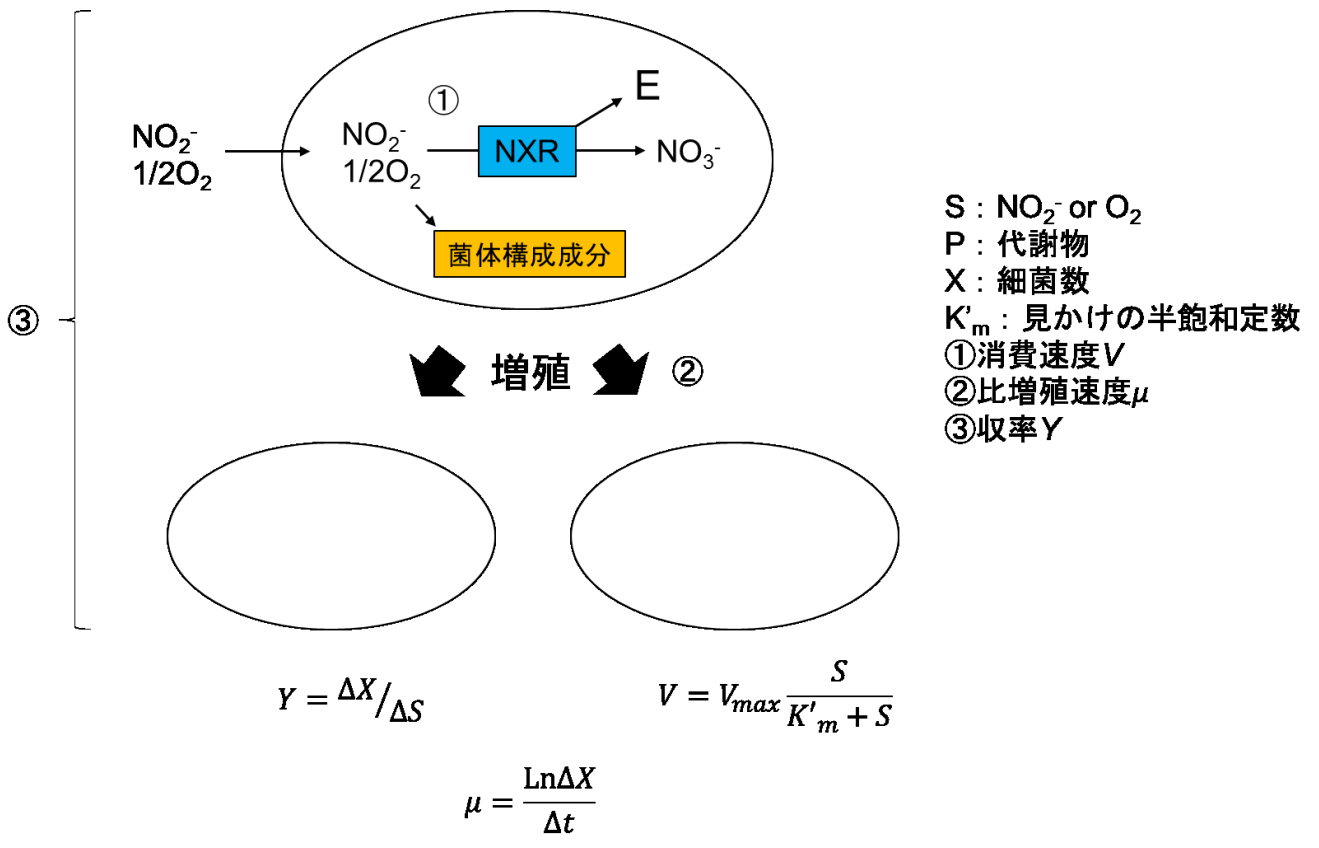 ①
E
NO₂⁻
1/2O₂
NO₂⁻
1/2O₂
NXR
NO₃⁻
菌体構成成分
③
増殖
②
S：NO₂⁻ or O₂
P：代謝物
X：細菌数
K'ₘ：見かけの半飽和定数
①消費速度V
②比増殖速度μ
③収率Y
Y = ΔX/ΔS
V = Vₘₐₓ S/(K'ₘ + S)
μ = LnΔX/Δt